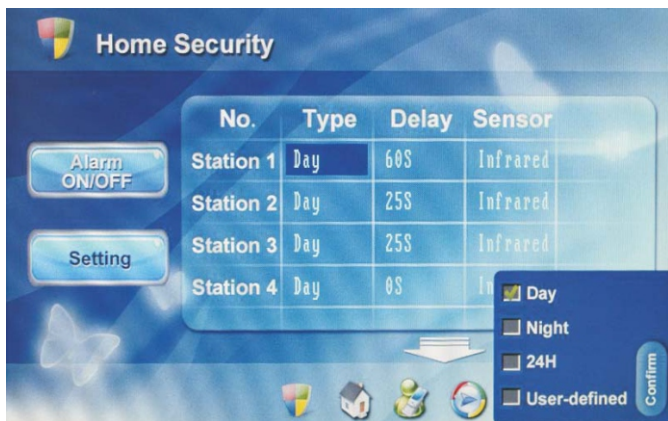 Home Security
No. Type Delay Sensor
Alarm
ON/OFF
Station 1 Day 60S Infrared
Station 2 Day 25S Infrared
Setting
Station 3 Day 25S Infrared
Station 4 Day 0S
Day
Night
24H
User-defined
Confirm